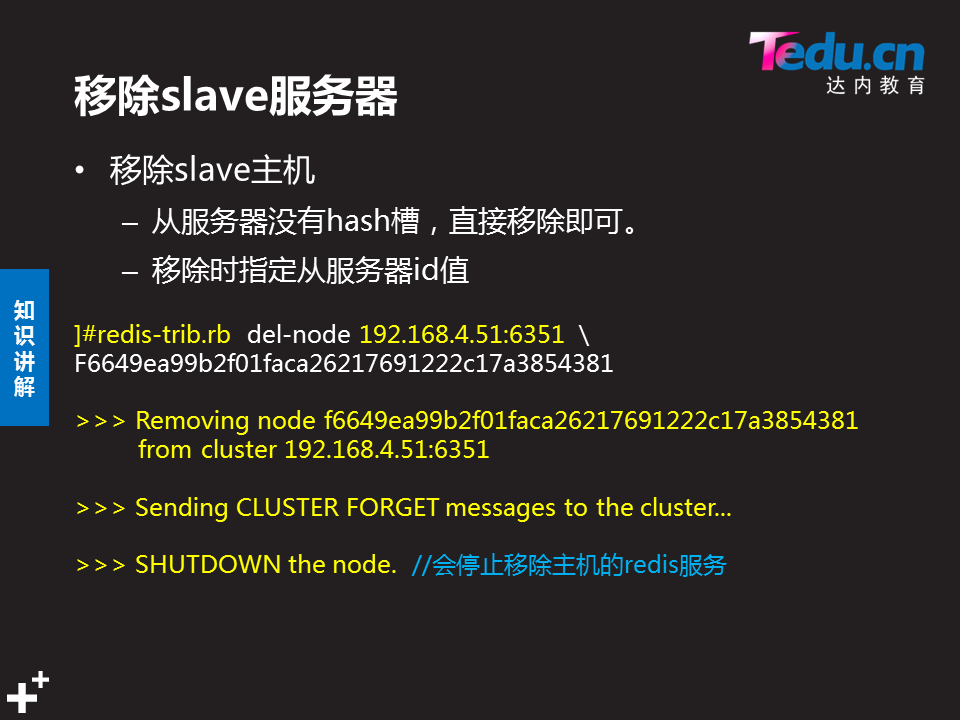 Tedu.cn
达内教育
移除slave服务器
• 移除slave主机
– 从服务器没有hash槽，直接移除即可。
– 移除时指定从服务器id值
知识讲解
]#redis-trib.rb del-node 192.168.4.51:6351 \
F6649ea99b2f01faca26217691222c17a3854381
>>> Removing node f6649ea99b2f01faca26217691222c17a3854381
from cluster 192.168.4.51:6351
>>> Sending CLUSTER FORGET messages to the cluster...
>>> SHUTDOWN the node. //会停止移除主机的redis服务